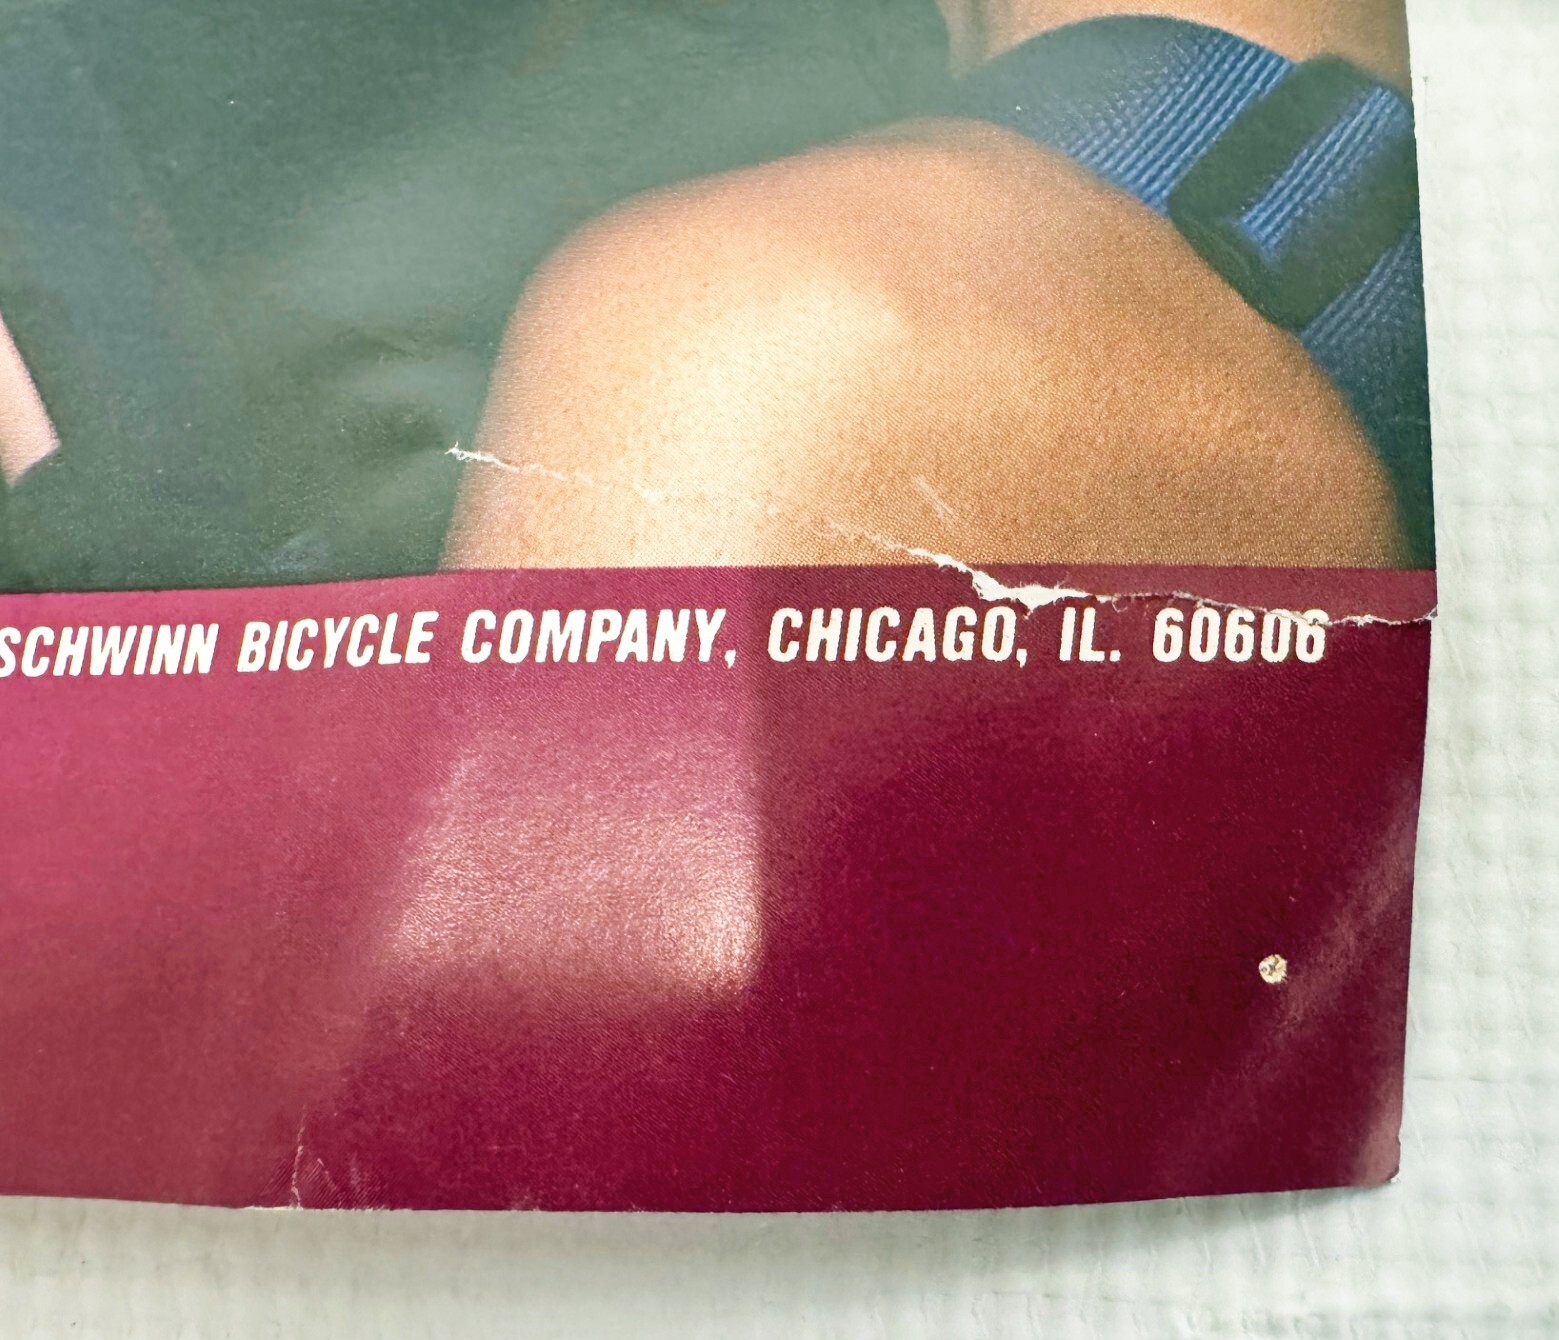 SCHWINN BICYCLE COMPANY, CHICAGO, IL. 60606